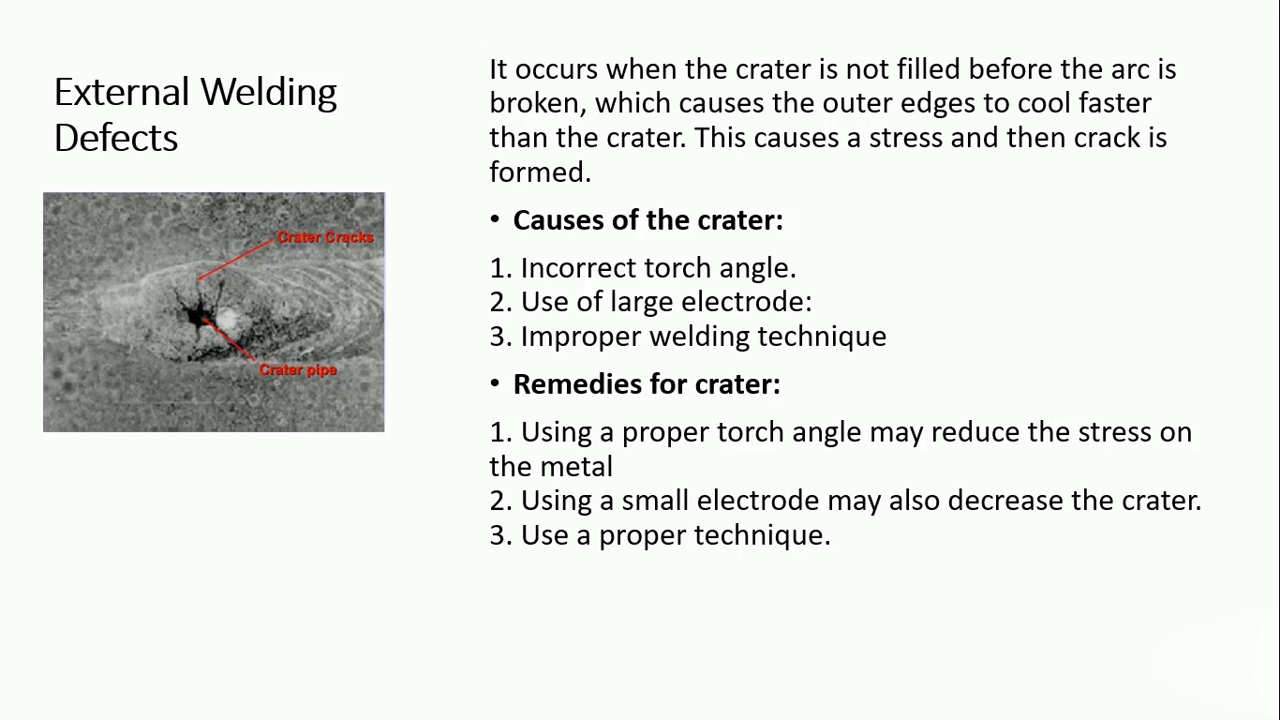 External Welding
Defects
Crater Cracks
Crater pipe
It occurs when the crater is not filled before the arc is
broken, which causes the outer edges to cool faster
than the crater. This causes a stress and then crack is
formed.
• Causes of the crater:
1. Incorrect torch angle.
2. Use of large electrode:
3. Improper welding technique
• Remedies for crater:
1. Using a proper torch angle may reduce the stress on
the metal
2. Using a small electrode may also decrease the crater.
3. Use a proper technique.